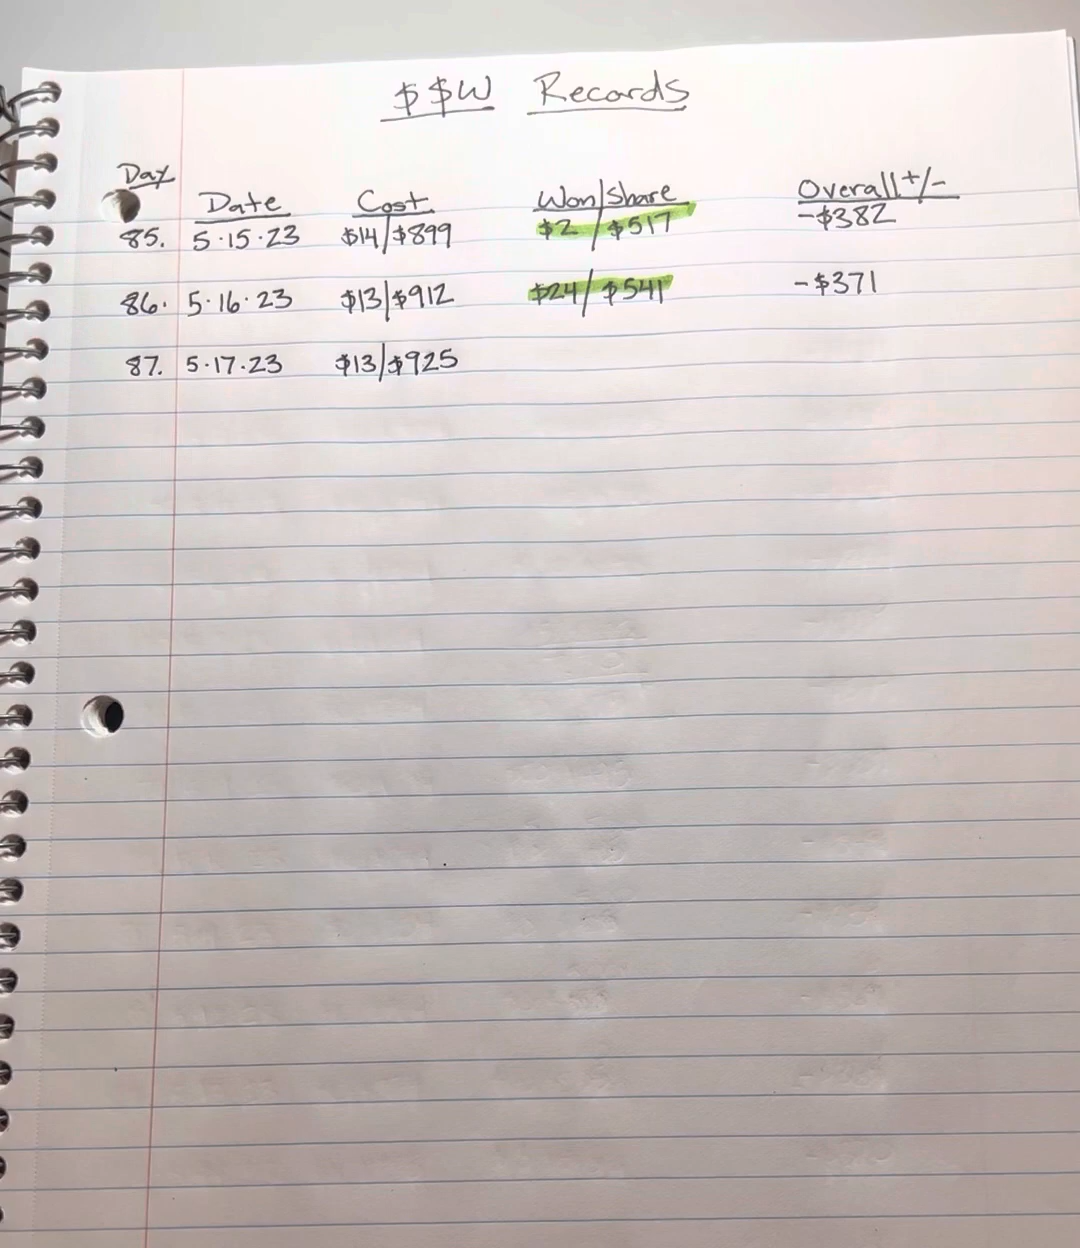 $$W Records
Day Date Cost Won/Share Overall +/-
85. 5·15·23 $14/$899 $2/$517 -$382
86. 5·16·23 $13/$912 $24/$541 -$371
87. 5·17·23 $13/$925